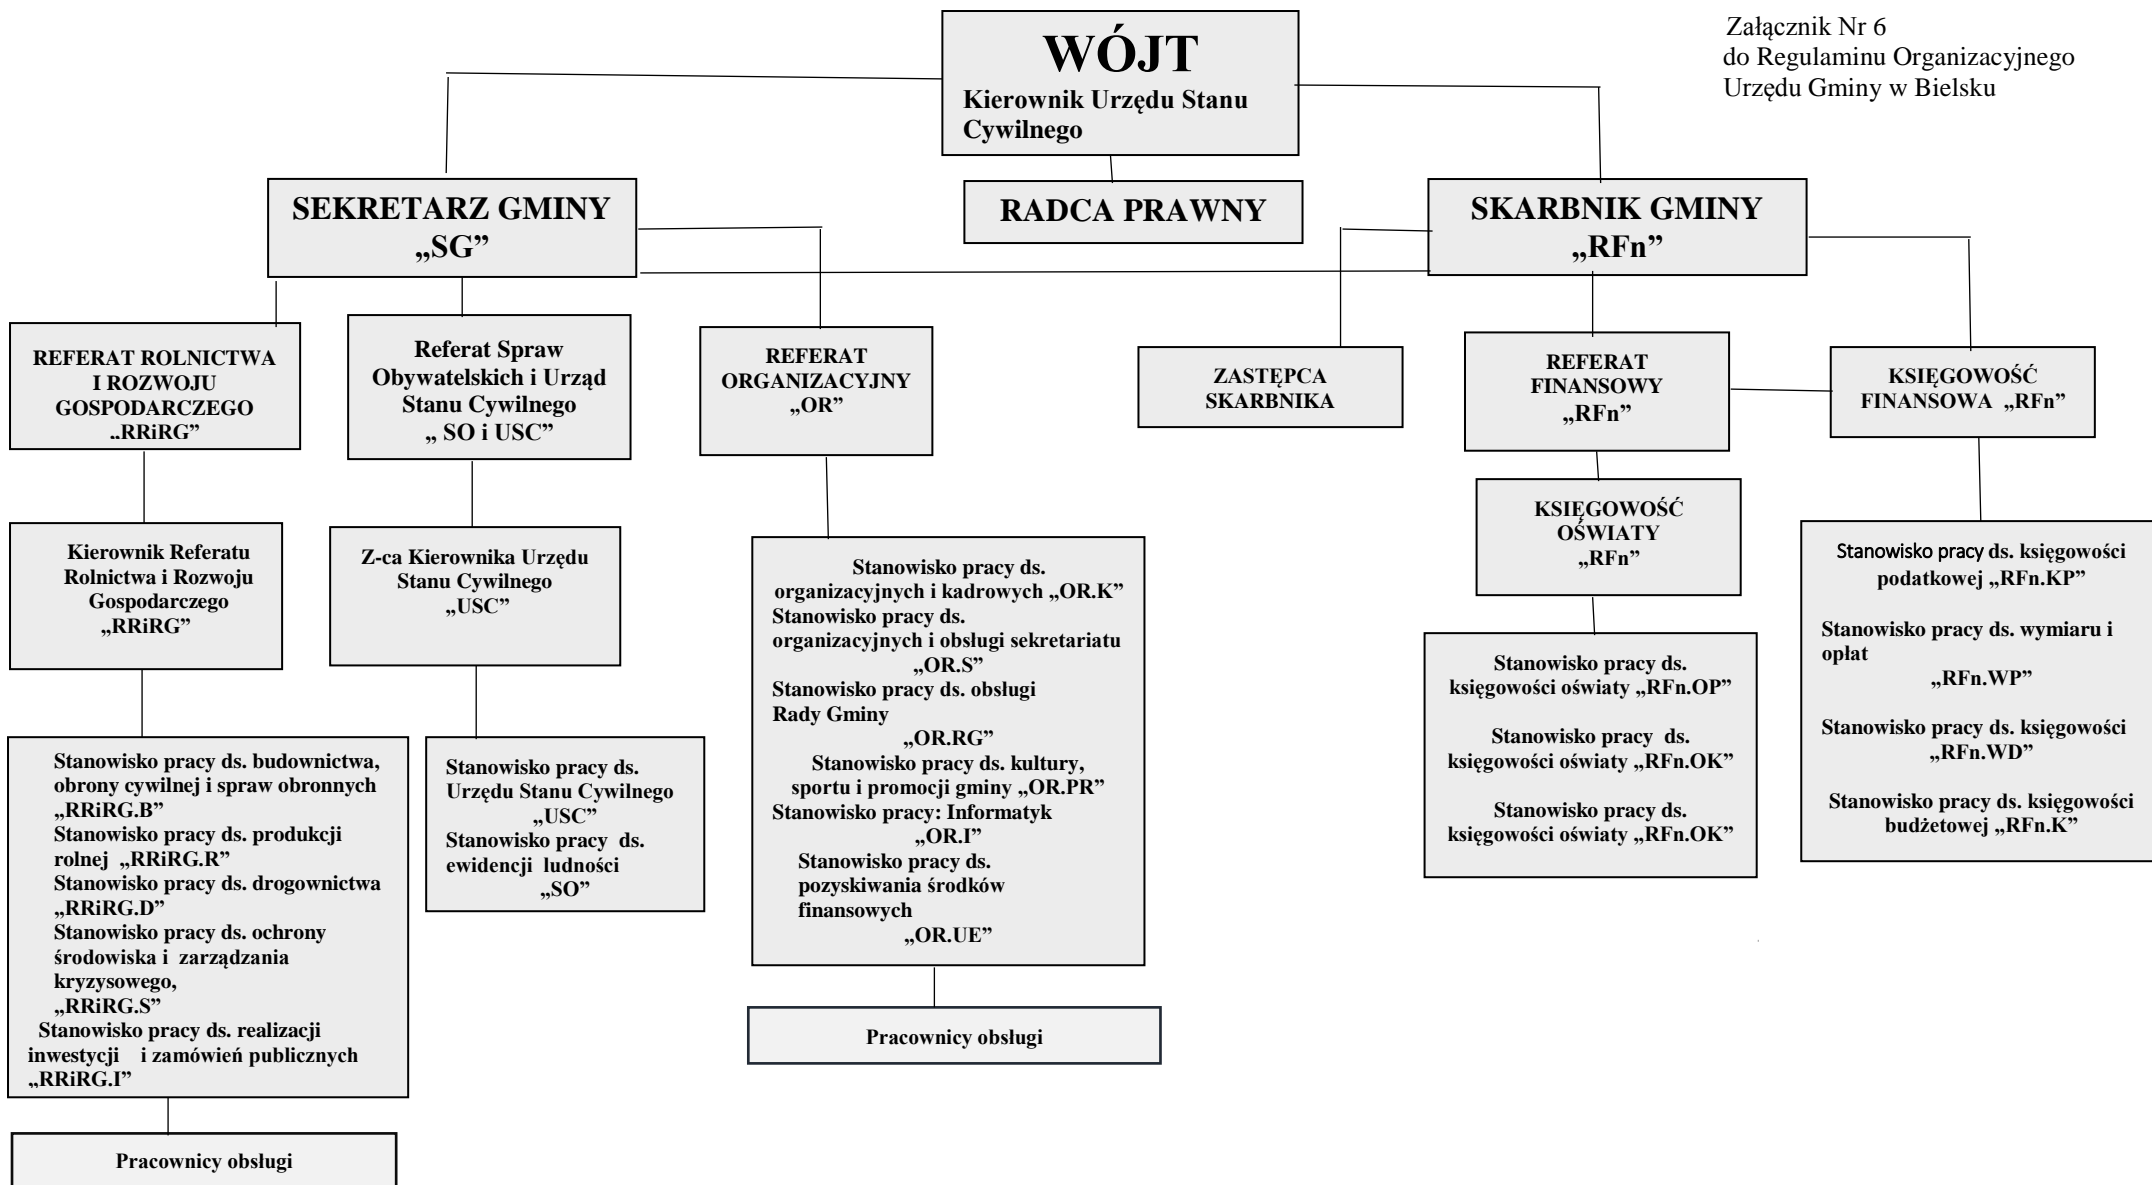 Załącznik Nr 6
do Regulaminu Organizacyjnego
Urzędu Gminy w Bielsku
WÓJT
Kierownik Urzędu Stanu
Cywilnego
SEKRETARZ GMINY
„SG”
RADCA PRAWNY
SKARBNIK GMINY
„RFn”
REFERAT ROLNICTWA
I ROZWOJU
GOSPODARCZEGO
„RRiRG”
Referat Spraw
Obywatelskich i Urząd
Stanu Cywilnego
„ SO i USC”
REFERAT
ORGANIZACYJNY
„OR”
ZASTĘPCA
SKARBNIKA
REFERAT
FINANSOWY
„RFn”
KSIĘGOWOŚĆ
FINANSOWA „RFn”
Kierownik Referatu
Rolnictwa i Rozwoju
Gospodarczego
„RRiRG”
Z-ca Kierownika Urzędu
Stanu Cywilnego
„USC”
KSIĘGOWOŚĆ
OŚWIATY
„RFn”
Stanowisko pracy ds.
organizacyjnych i kadrowych „OR.K”
Stanowisko pracy ds.
organizacyjnych i obsługi sekretariatu
„OR.S”
Stanowisko pracy ds. obsługi
Rady Gminy
„OR.RG”
Stanowisko pracy ds. kultury,
sportu i promocji gminy „OR.PR”
Stanowisko pracy: Informatyk
„OR.I”
Stanowisko pracy ds.
pozyskiwania środków
finansowych
„OR.UE”
Stanowisko pracy ds. księgowości
podatkowej „RFn.KP”
Stanowisko pracy ds. wymiaru i
opłat
„RFn.WP”
Stanowisko pracy ds. księgowości
„RFn.WD”
Stanowisko pracy ds. księgowości
budżetowej „RFn.K”
Stanowisko pracy ds.
księgowości oświaty „RFn.OP”
Stanowisko pracy ds.
księgowości oświaty „RFn.OK”
Stanowisko pracy ds.
księgowości oświaty „RFn.OK”
Stanowisko pracy ds. budownictwa,
obrony cywilnej i spraw obronnych
„RRiRG.B”
Stanowisko pracy ds. produkcji
rolnej „RRiRG.R”
Stanowisko pracy ds. drogownictwa
„RRiRG.D”
Stanowisko pracy ds. ochrony
środowiska i zarządzania
kryzysowego,
„RRiRG.S”
Stanowisko pracy ds. realizacji
inwestycji i zamówień publicznych
„RRiRG.I”
Stanowisko pracy ds.
Urzędu Stanu Cywilnego
„USC”
Stanowisko pracy ds.
ewidencji ludności
„SO”
Pracownicy obsługi
Pracownicy obsługi